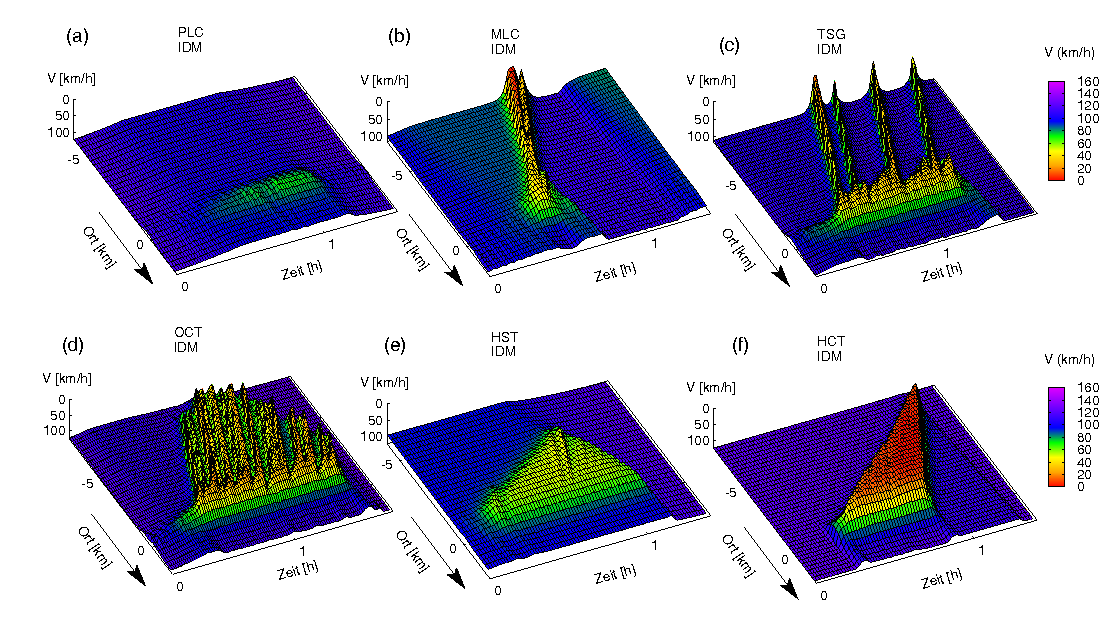 (a)
PLC
IDM
V [km/h]
0
50
100
-5
0
Ort [km]
0
Zeit [h]
1
(b)
MLC
IDM
V [km/h]
0
50
100
-5
0
Ort [km]
0
Zeit [h]
1
(c)
TSG
IDM
V [km/h]
0
50
100
-5
0
Ort [km]
0
Zeit [h]
1
V (km/h)
160
140
120
100
80
60
40
20
0
(d)
OCT
IDM
V [km/h]
0
50
100
-5
0
Ort [km]
0
Zeit [h]
1
(e)
HST
IDM
V [km/h]
0
50
100
-5
0
Ort [km]
0
Zeit [h]
1
(f)
HCT
IDM
V [km/h]
0
50
100
-5
0
Ort [km]
0
Zeit [h]
1
V (km/h)
160
140
120
100
80
60
40
20
0